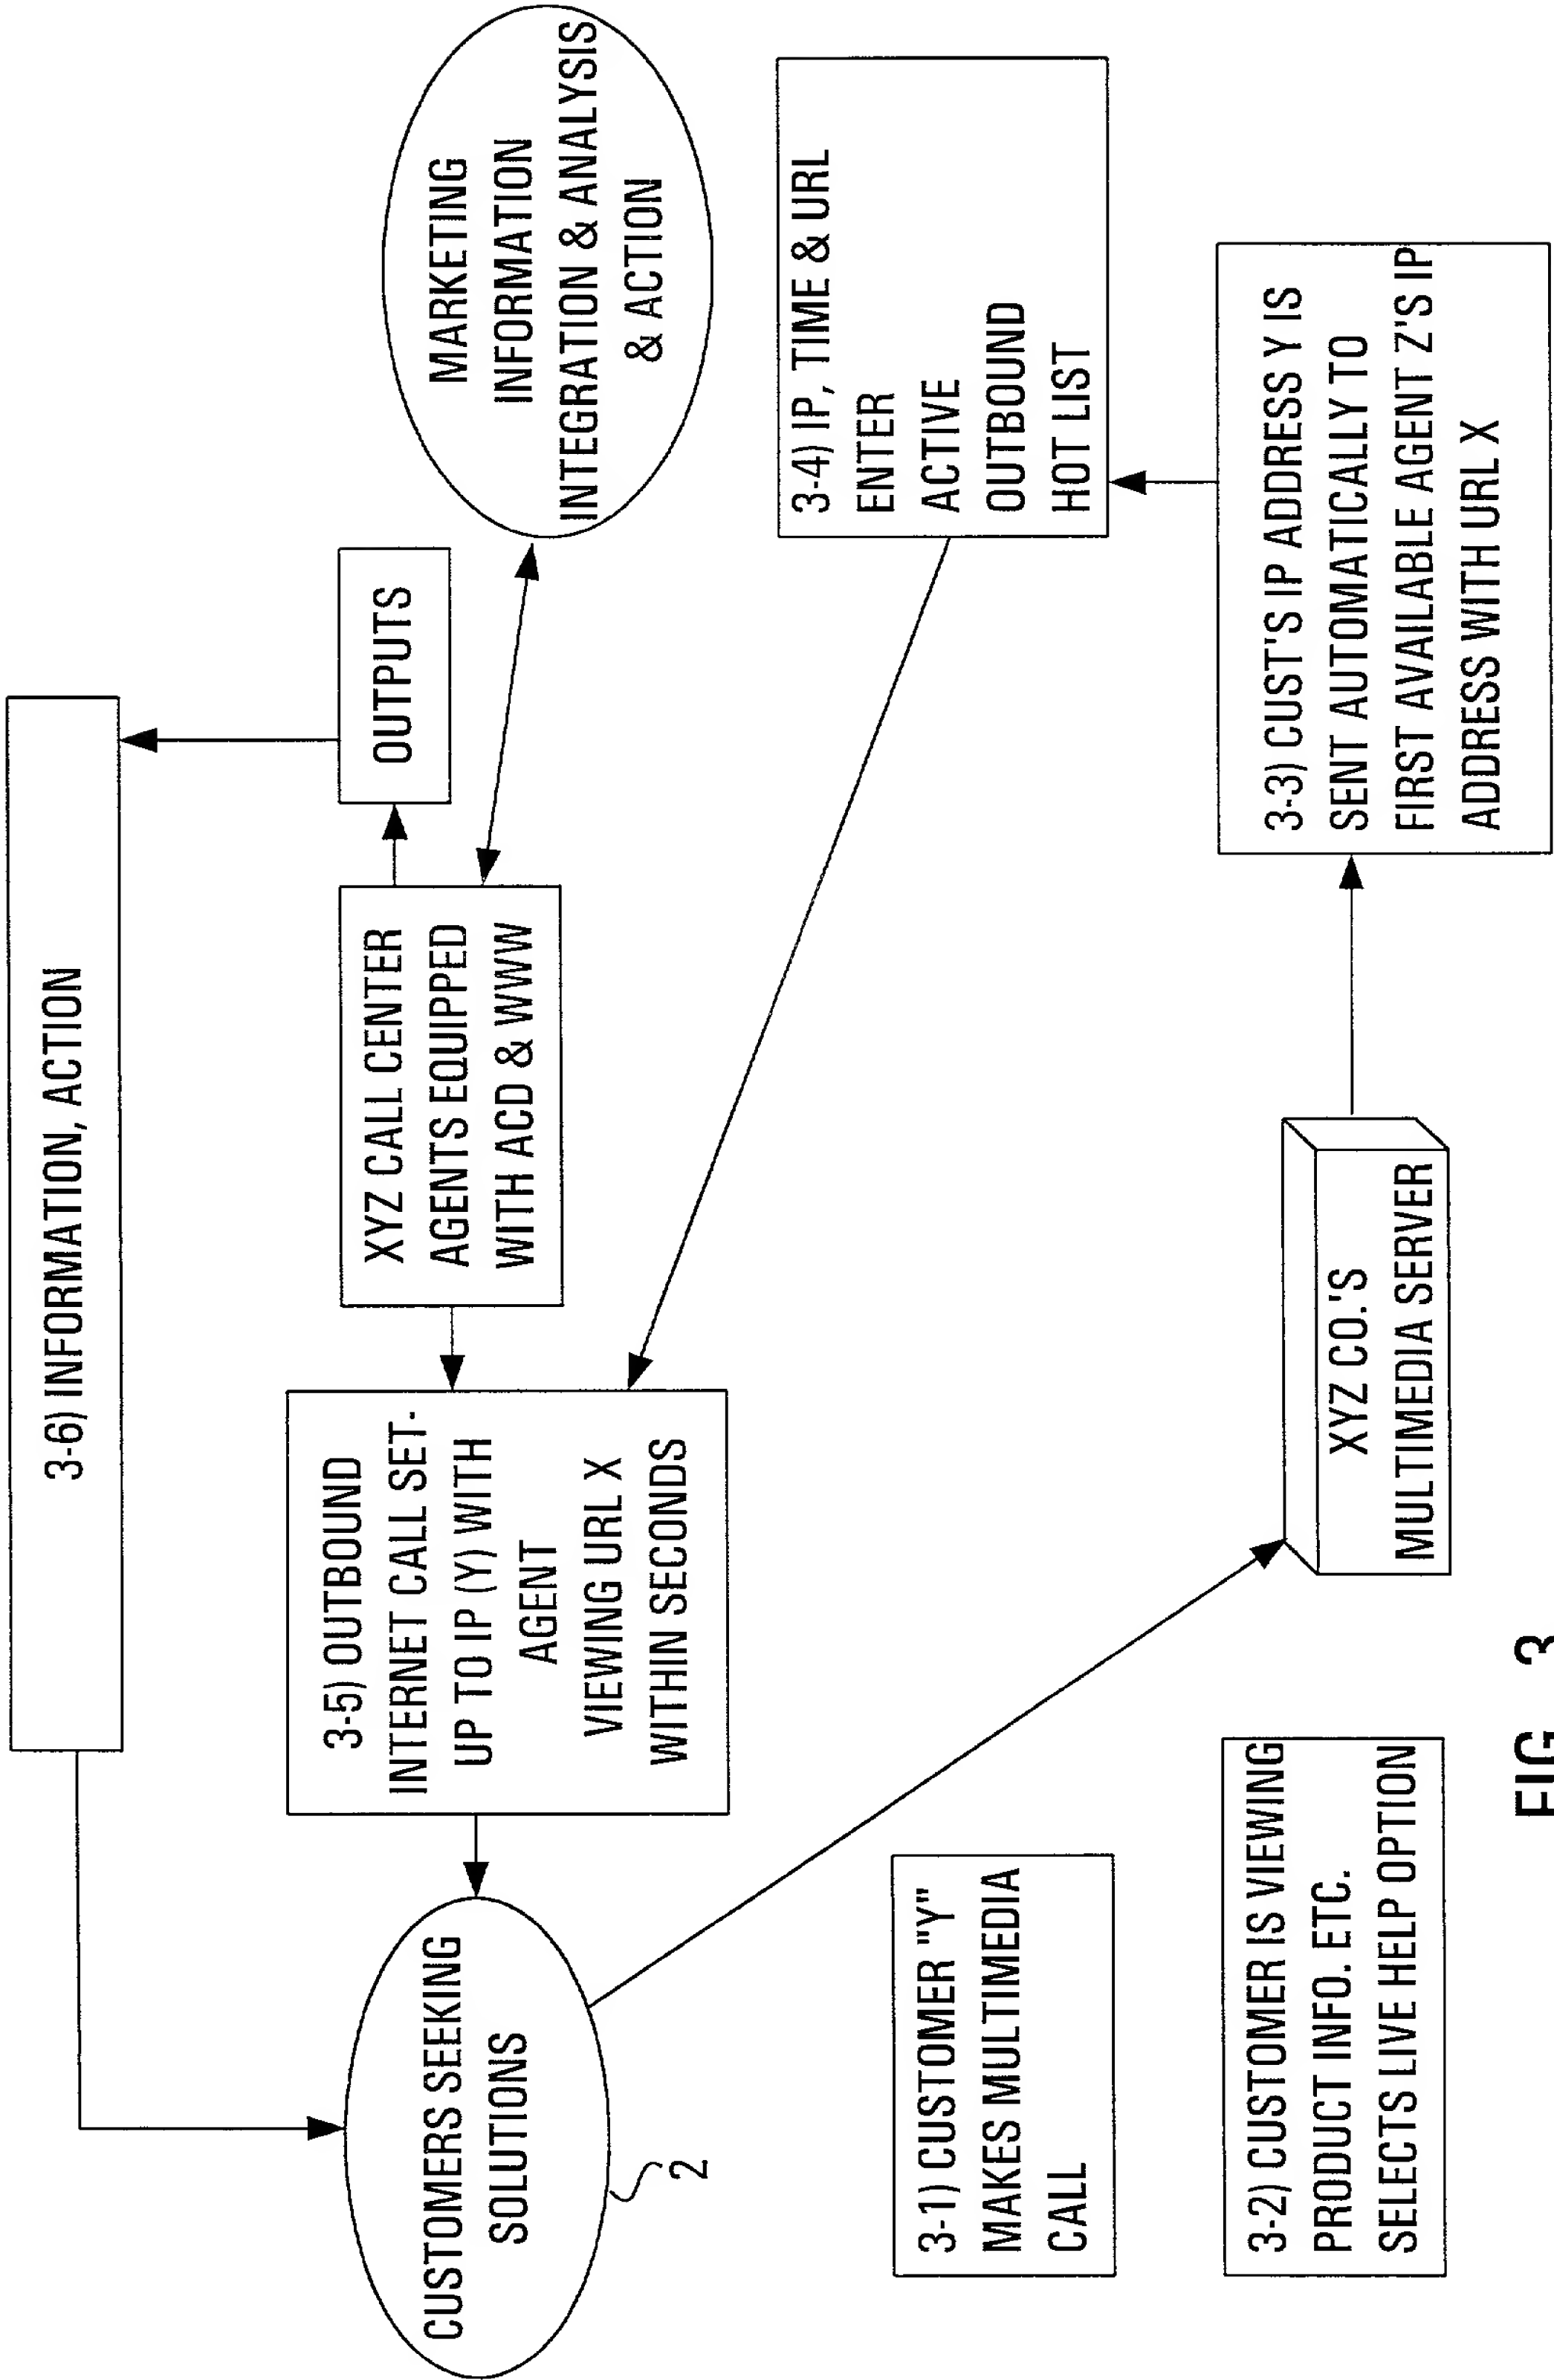 3-6) INFORMATION, ACTION
OUTPUTS
MARKETING
INFORMATION
INTEGRATION & ANALYSIS
& ACTION
XYZ CALL CENTER
AGENTS EQUIPPED
WITH ACD & WWW
3-5) OUTBOUND
INTERNET CALL SET-
UP TO IP (Y) WITH
AGENT
VIEWING URL X
WITHIN SECONDS
CUSTOMERS SEEKING
SOLUTIONS
2
3-4) IP, TIME & URL
ENTER
ACTIVE
OUTBOUND
HOT LIST
3-1) CUSTOMER "Y"
MAKES MULTIMEDIA
CALL
3-2) CUSTOMER IS VIEWING
PRODUCT INFO. ETC.
SELECTS LIVE HELP OPTION
XYZ CO.'S
MULTIMEDIA SERVER
3-3) CUST'S IP ADDRESS Y IS
SENT AUTOMATICALLY TO
FIRST AVAILABLE AGENT Z'S IP
ADDRESS WITH URL X
FIG_3